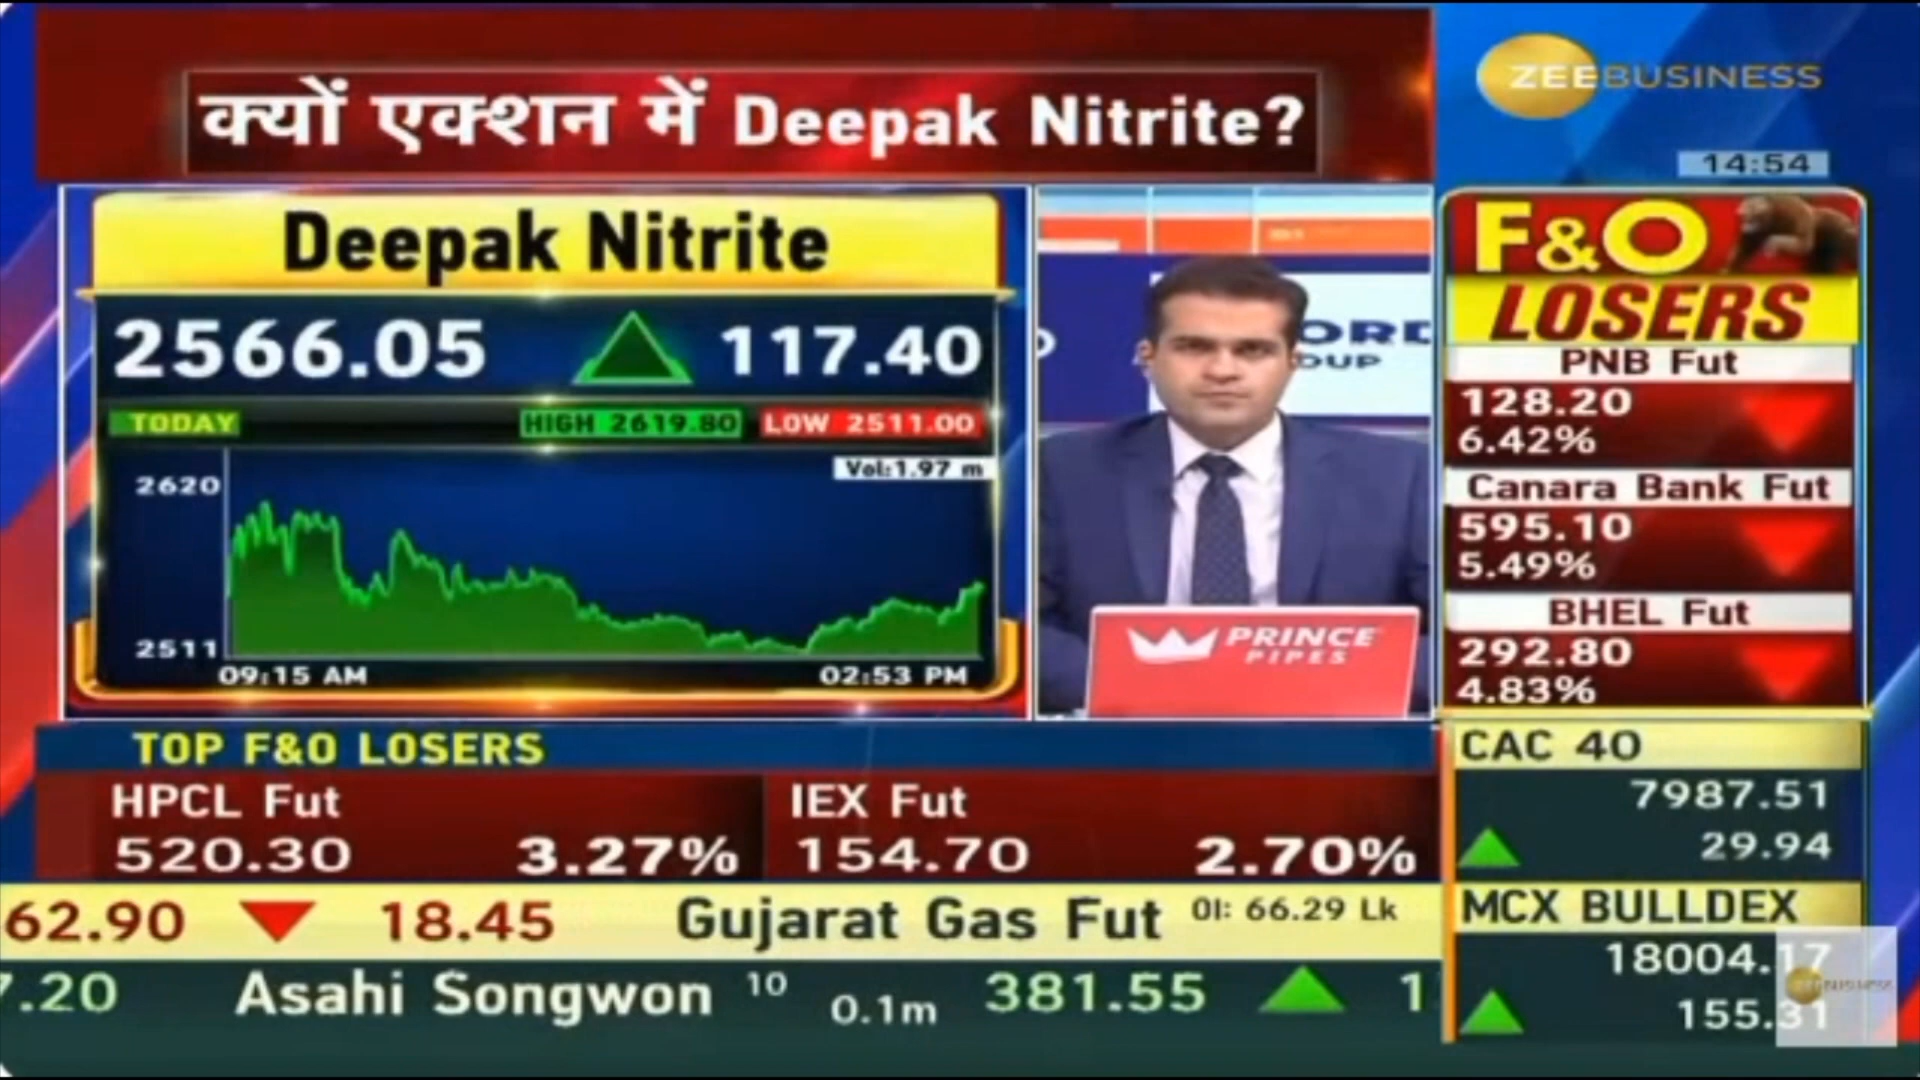 क्यों एक्शन में Deepak Nitrite?
ZEEBUSINESS
14:54
Deepak Nitrite
2566.05 117.40
TODAY HIGH 2619.80 LOW 2511.00
Vol:1.97 m
2620
2511
09:15 AM 02:53 PM
PRINCE
PIPES
F&O
LOSERS
PNB Fut
128.20
6.42%
Canara Bank Fut
595.10
5.49%
BHEL Fut
292.80
4.83%
TOP F&O LOSERS
HPCL Fut
520.30 3.27%
IEX Fut
154.70 2.70%
CAC 40
7987.51
29.94
MCX BULLDEX
18004.17
155.31
62.90 18.45 Gujarat Gas Fut OI: 66.29 Lk
7.20 Asahi Songwon 10 0.1m 381.55 1